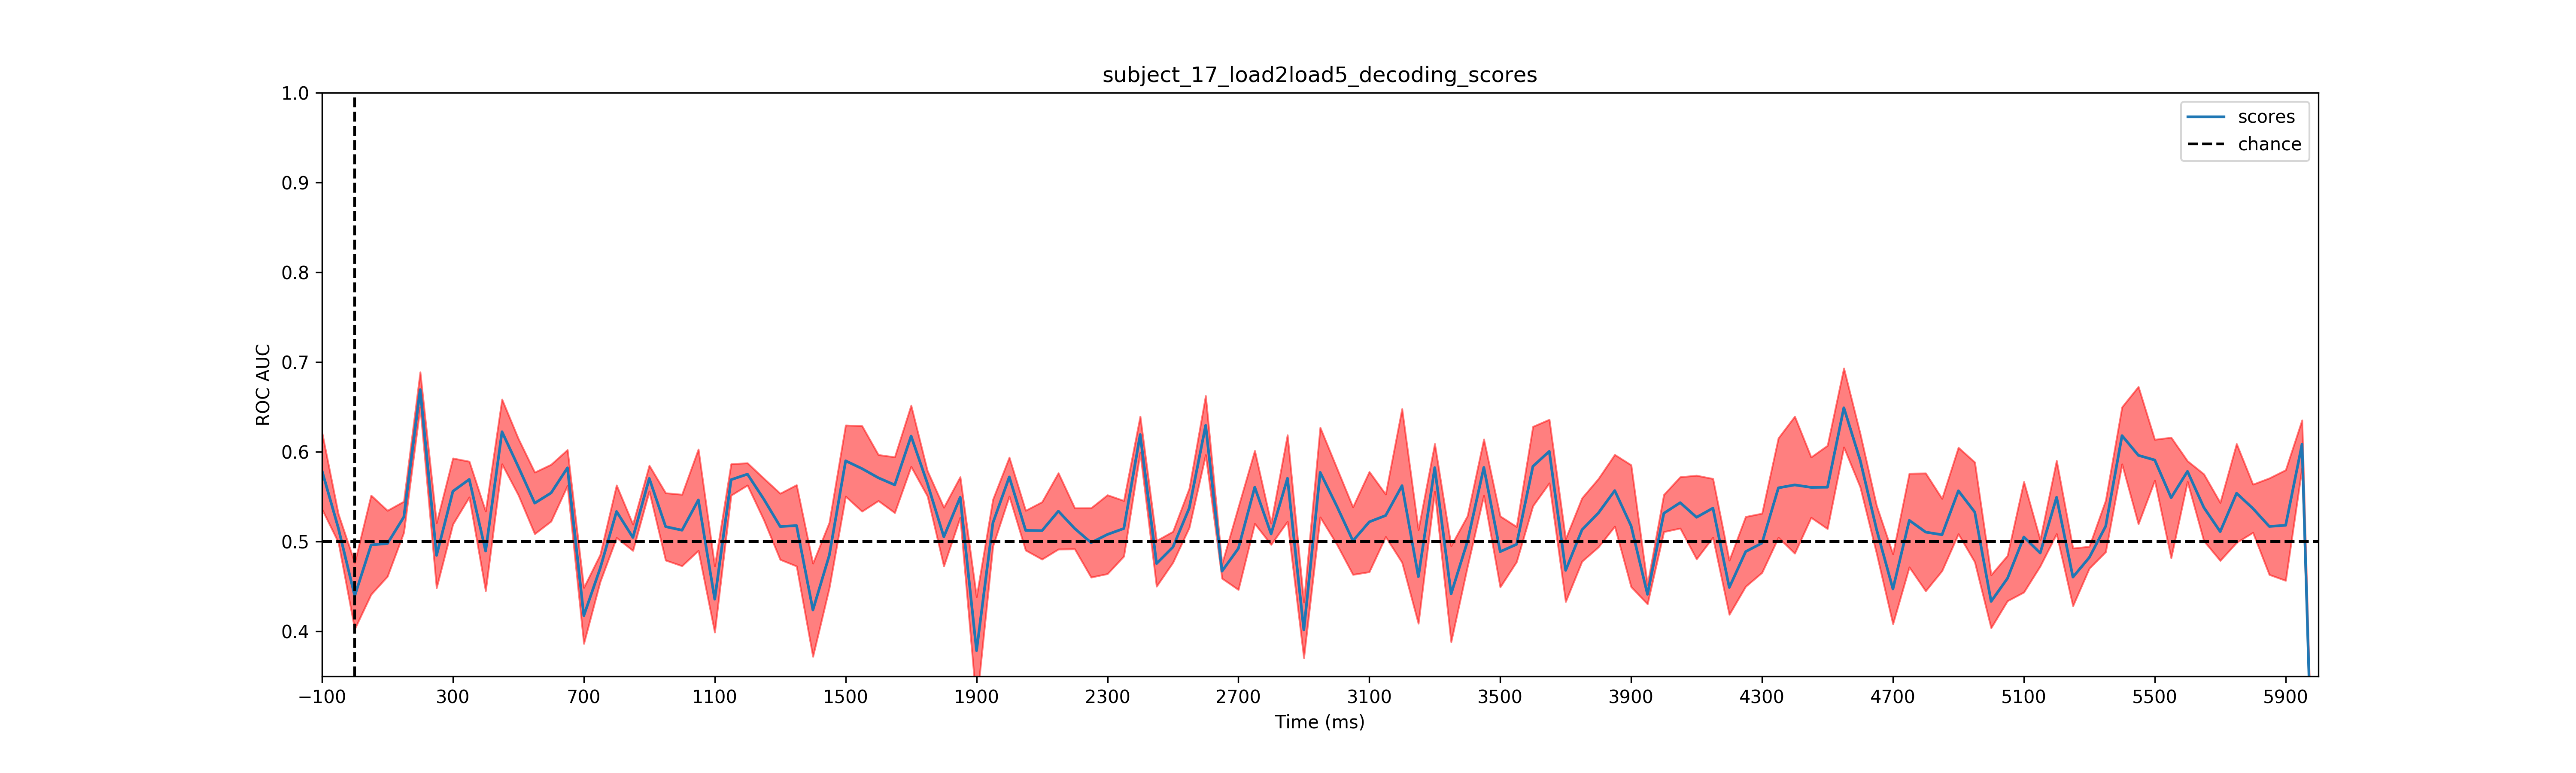 subject_17_load2load5_decoding_scores
1.0
0.9
0.8
0.7
0.6
0.5
0.4
ROC AUC
scores
chance
−100 300 700 1100 1500 1900 2300 2700 3100 3500 3900 4300 4700 5100 5500 5900
Time (ms)